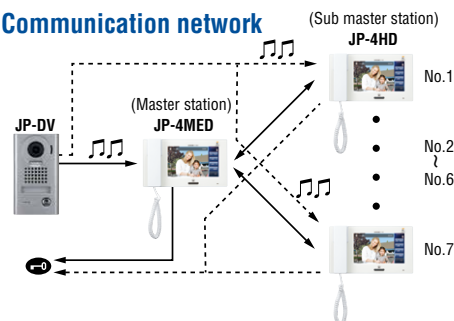 Communication network
(Sub master station)
JP-4HD
No.1
(Master station)
JP-DV
JP-4MED
No.2
~
No.6
No.7